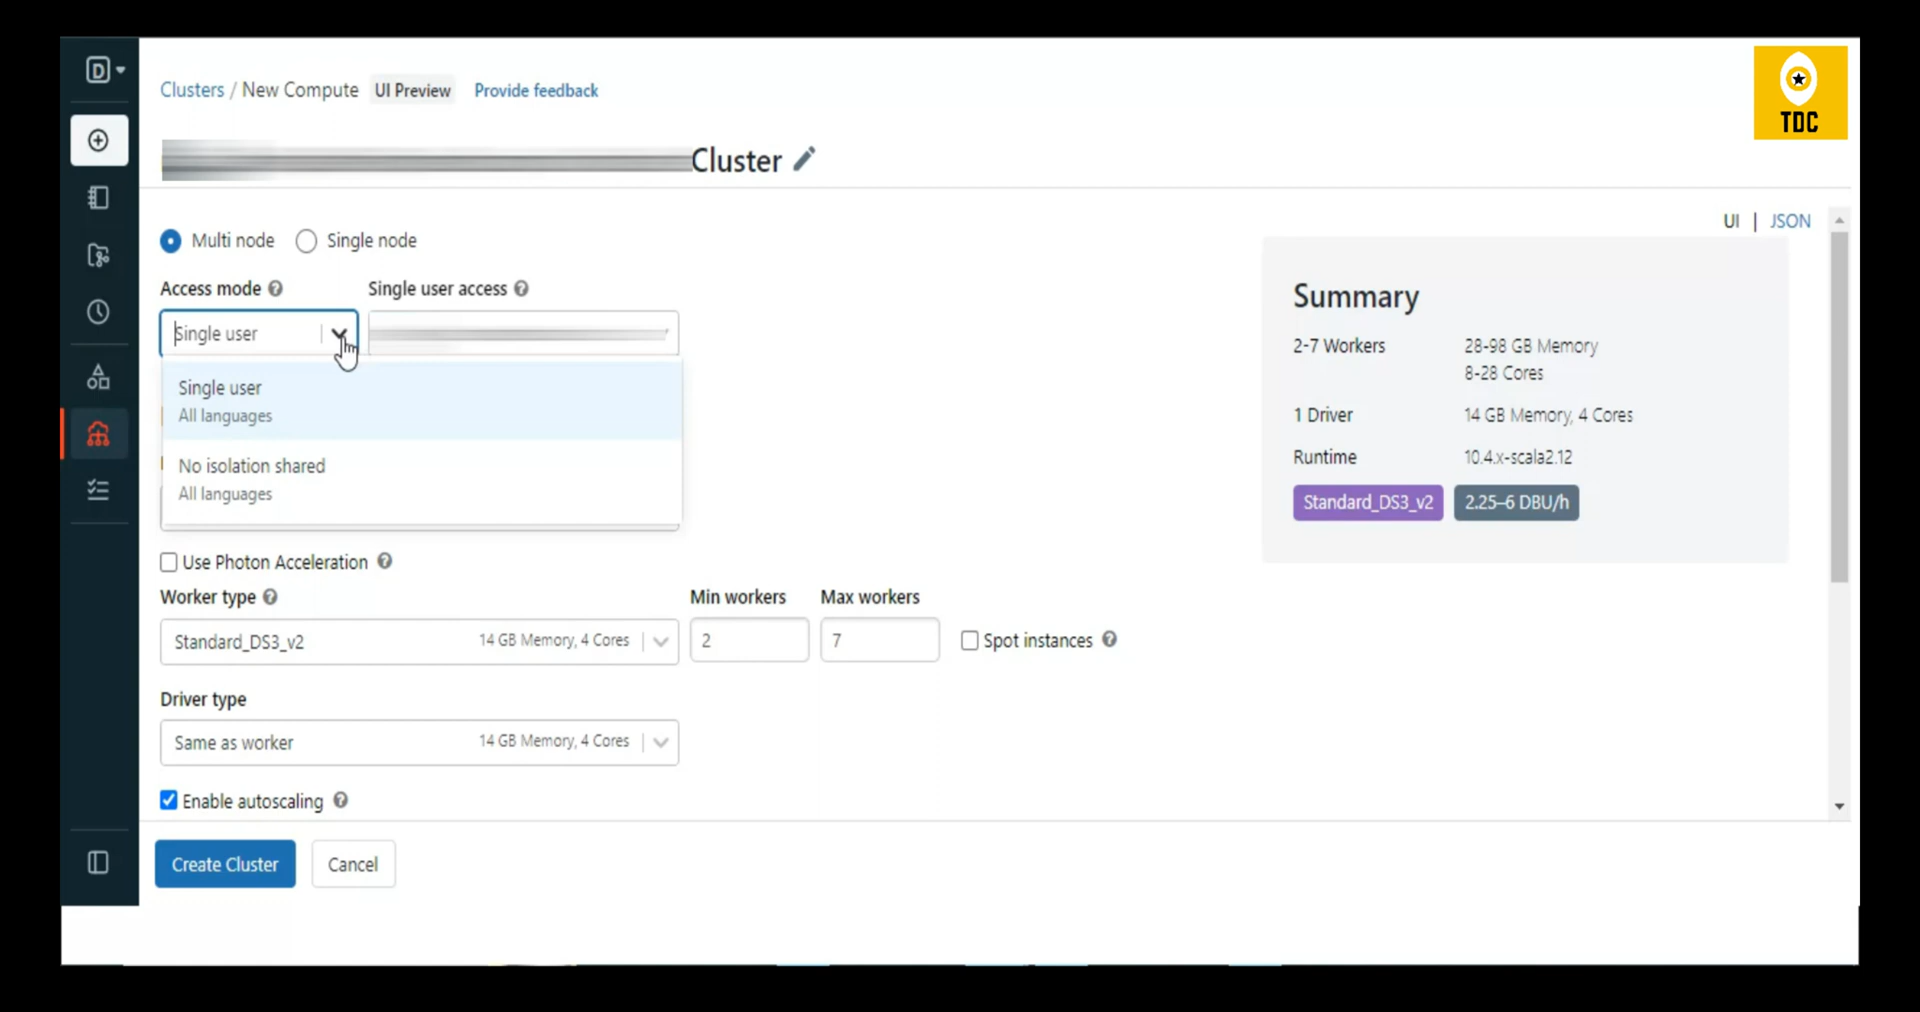 D
Clusters / New Compute UI Preview Provide feedback
TDC
Cluster
UI | JSON
Multi node Single node
Access mode Single user access
Single user
Single user
All languages
No isolation shared
All languages
Use Photon Acceleration
Worker type Min workers Max workers
Standard_DS3_v2 14 GB Memory, 4 Cores 2 7 Spot instances
Driver type
Same as worker 14 GB Memory, 4 Cores
Enable autoscaling
Create Cluster Cancel
Summary
2-7 Workers 28-98 GB Memory
8-28 Cores
1 Driver 14 GB Memory, 4 Cores
Runtime 10.4.x-scala2.12
Standard_DS3_v2 2.25–6 DBU/h